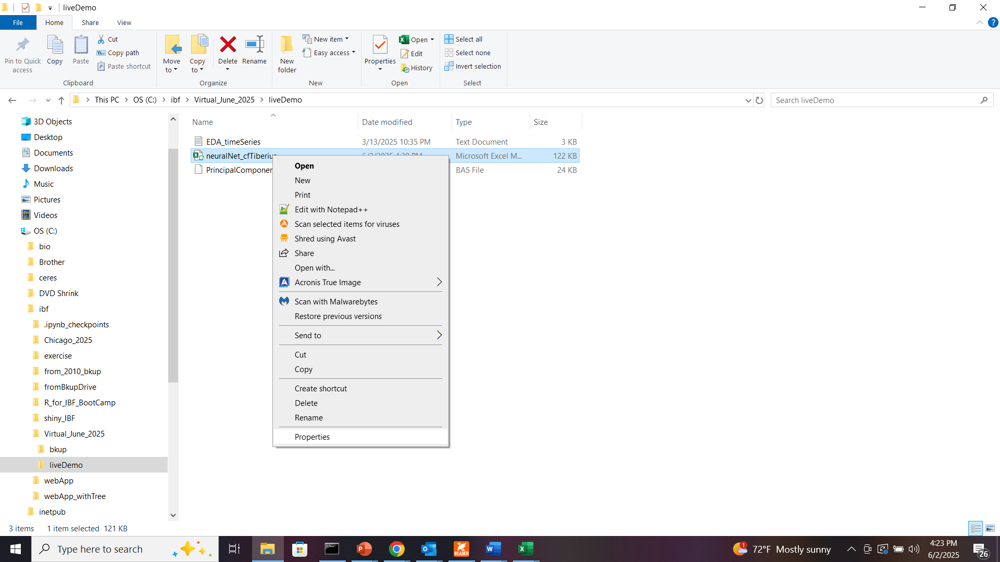 liveDemo
File Home Share View
Pin to Quick access
Copy
Paste
Cut
Copy path
Paste shortcut
Clipboard
Move to
Copy to
Delete
Rename
Organize
New folder
New item
Easy access
New
Properties
Open
Edit
History
Open
Select all
Select none
Invert selection
Select
This PC > OS (C:) > ibf > Virtual_June_2025 > liveDemo
Search liveDemo
3D Objects
Desktop
Documents
Downloads
Music
Pictures
Videos
OS (C:)
bio
Brother
ceres
DVD Shrink
ibf
.ipynb_checkpoints
Chicago_2025
exercise
from_2010_bkup
fromBkupDrive
R_for_IBF_BootCamp
shiny_IBF
Virtual_June_2025
bkup
liveDemo
webApp
webApp_withTree
inetpub
Name Date modified Type Size
EDA_timeSeries 3/13/2025 10:35 PM Text Document 3 KB
neuralNet_cfTiberius Microsoft Excel M... 122 KB
PrincipalComponen BAS File 24 KB
Open
New
Print
Edit with Notepad++
Scan selected items for viruses
Shred using Avast
Share
Open with...
Acronis True Image
Scan with Malwarebytes
Restore previous versions
Send to
Cut
Copy
Create shortcut
Delete
Rename
Properties
3 items 1 item selected 121 KB
Type here to search
READER
1
72°F Mostly sunny
4:23 PM
6/2/2025
26